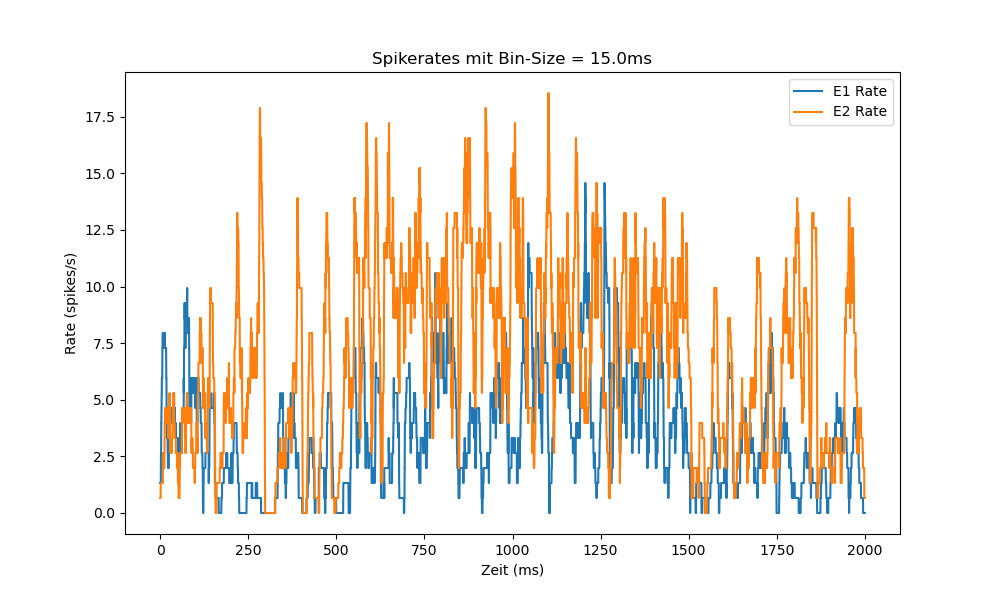 Spikerates mit Bin-Size = 15.0ms
E1 Rate
E2 Rate
17.5
15.0
12.5
10.0
7.5
5.0
2.5
0.0
Rate (spikes/s)
0 250 500 750 1000 1250 1500 1750 2000
Zeit (ms)